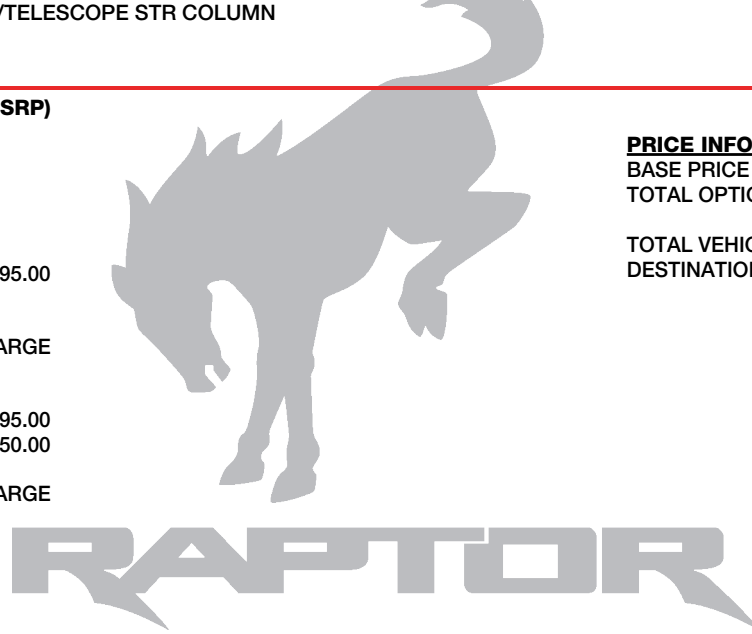 /TELESCOPE STR COLUMN
SRP)
95.00
ARGE
95.00
50.00
ARGE
PRICE INFO
BASE PRICE
TOTAL OPTIO
TOTAL VEHIC
DESTINATION
RAPTOR